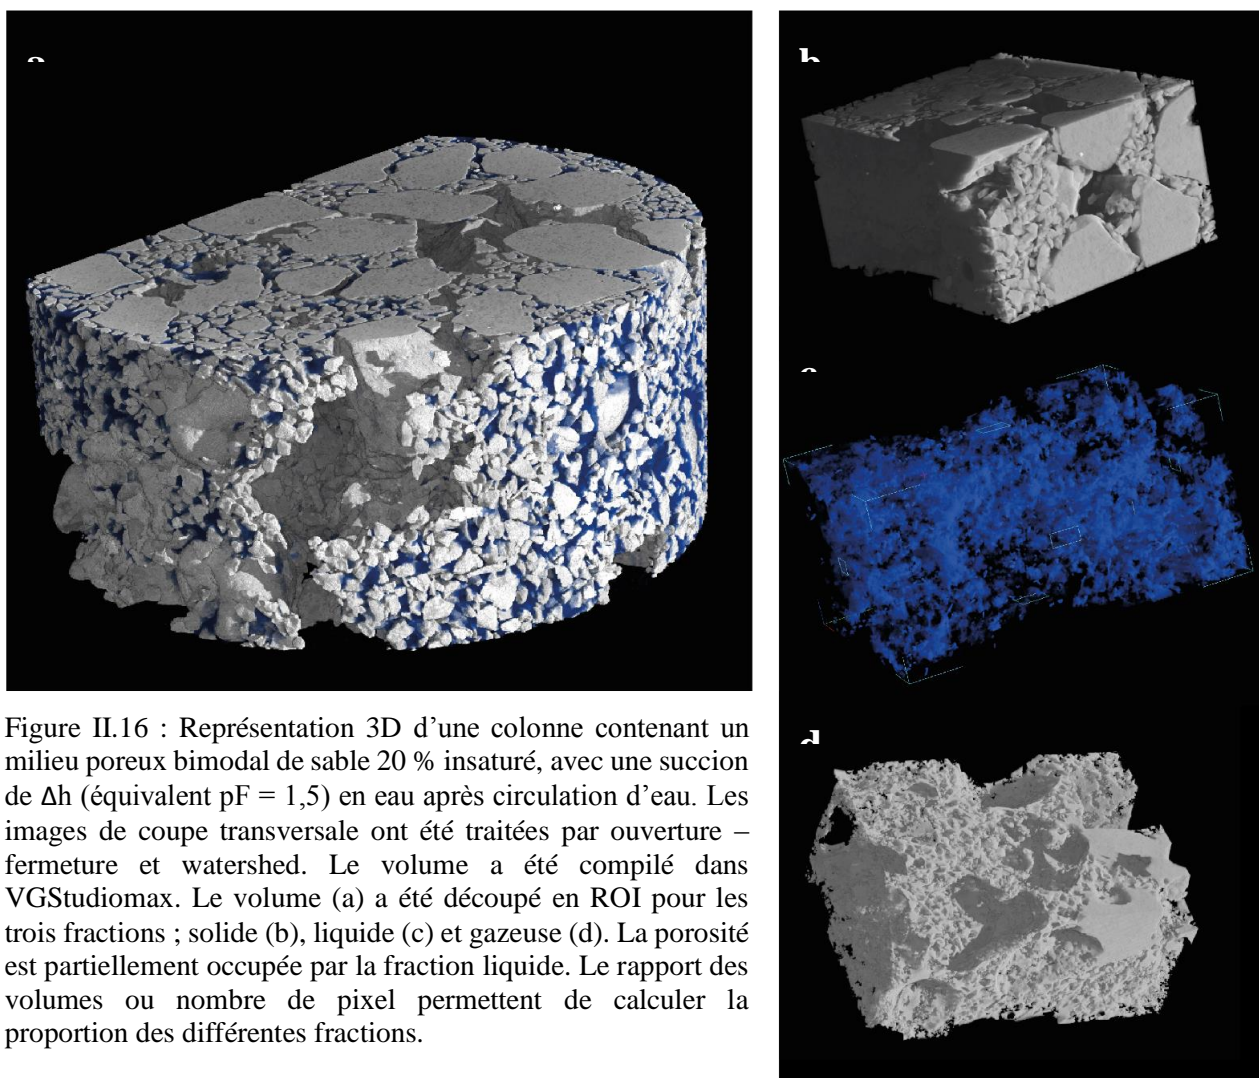 a
b
c
d
Figure II.16 : Représentation 3D d’une colonne contenant un
milieu poreux bimodal de sable 20 % insaturé, avec une succion
de Δh (équivalent pF = 1,5) en eau après circulation d’eau. Les
images de coupe transversale ont été traitées par ouverture –
fermeture et watershed. Le volume a été compilé dans
VGStudiomax. Le volume (a) a été découpé en ROI pour les
trois fractions ; solide (b), liquide (c) et gazeuse (d). La porosité
est partiellement occupée par la fraction liquide. Le rapport des
volumes ou nombre de pixel permettent de calculer la
proportion des différentes fractions.